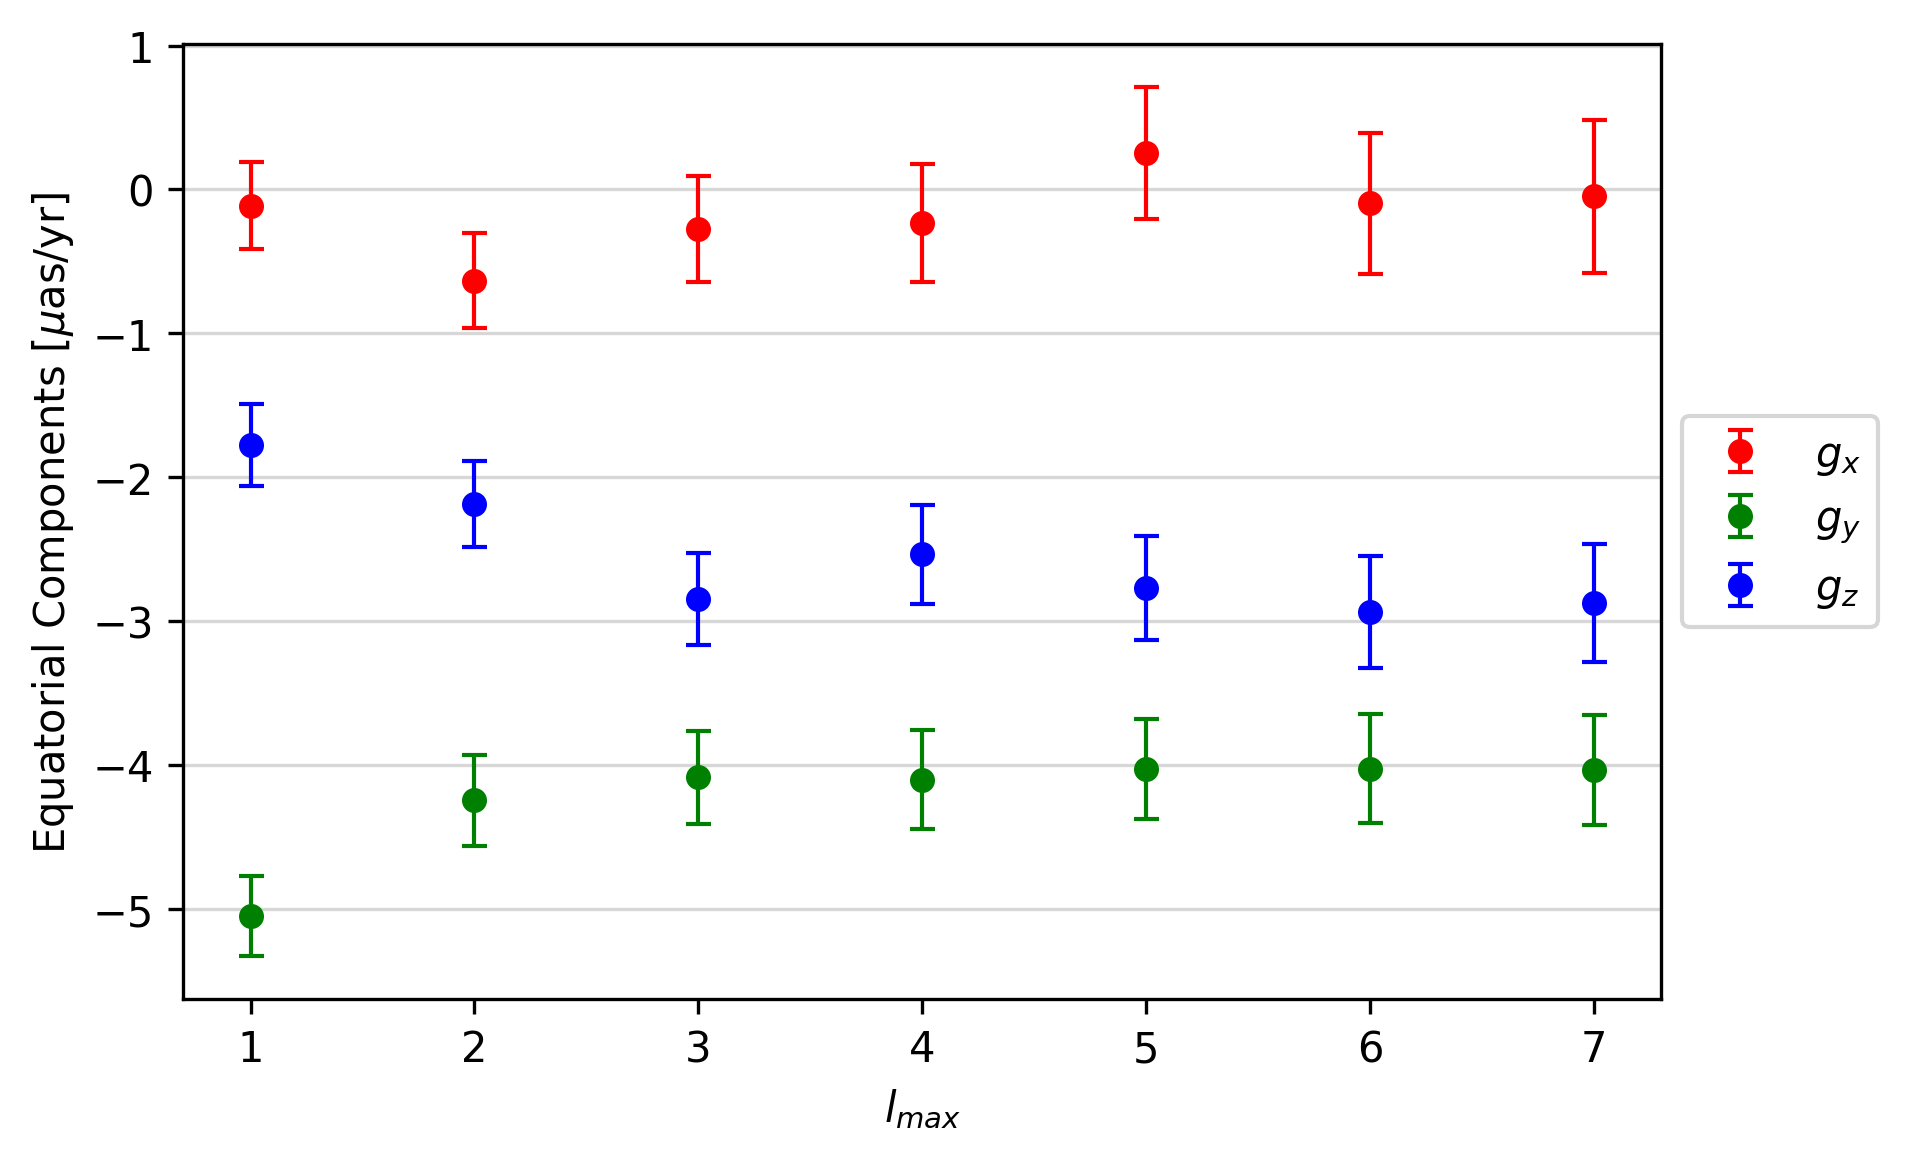 Equatorial Components [μas/yr]
1
0
−1
−2
−3
−4
−5
1 2 3 4 5 6 7
l_max
g_x
g_y
g_z